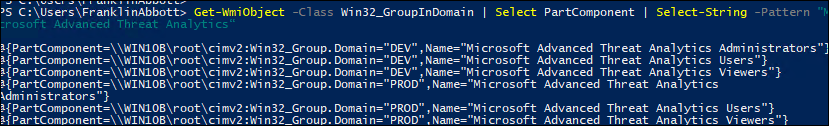 PS C:\Users\FranklinAbbott> Get-WmiObject -Class Win32_GroupInDomain | Select PartComponent | Select-String -Pattern "M
crosoft Advanced Threat Analytics"
@{PartComponent=\\WIN10B\root\cimv2:Win32_Group.Domain="DEV",Name="Microsoft Advanced Threat Analytics Administrators"}
@{PartComponent=\\WIN10B\root\cimv2:Win32_Group.Domain="DEV",Name="Microsoft Advanced Threat Analytics Users"}
@{PartComponent=\\WIN10B\root\cimv2:Win32_Group.Domain="DEV",Name="Microsoft Advanced Threat Analytics Viewers"}
@{PartComponent=\\WIN10B\root\cimv2:Win32_Group.Domain="PROD",Name="Microsoft Advanced Threat Analytics
Administrators"}
@{PartComponent=\\WIN10B\root\cimv2:Win32_Group.Domain="PROD",Name="Microsoft Advanced Threat Analytics Users"}
@{PartComponent=\\WIN10B\root\cimv2:Win32_Group.Domain="PROD",Name="Microsoft Advanced Threat Analytics Viewers"}